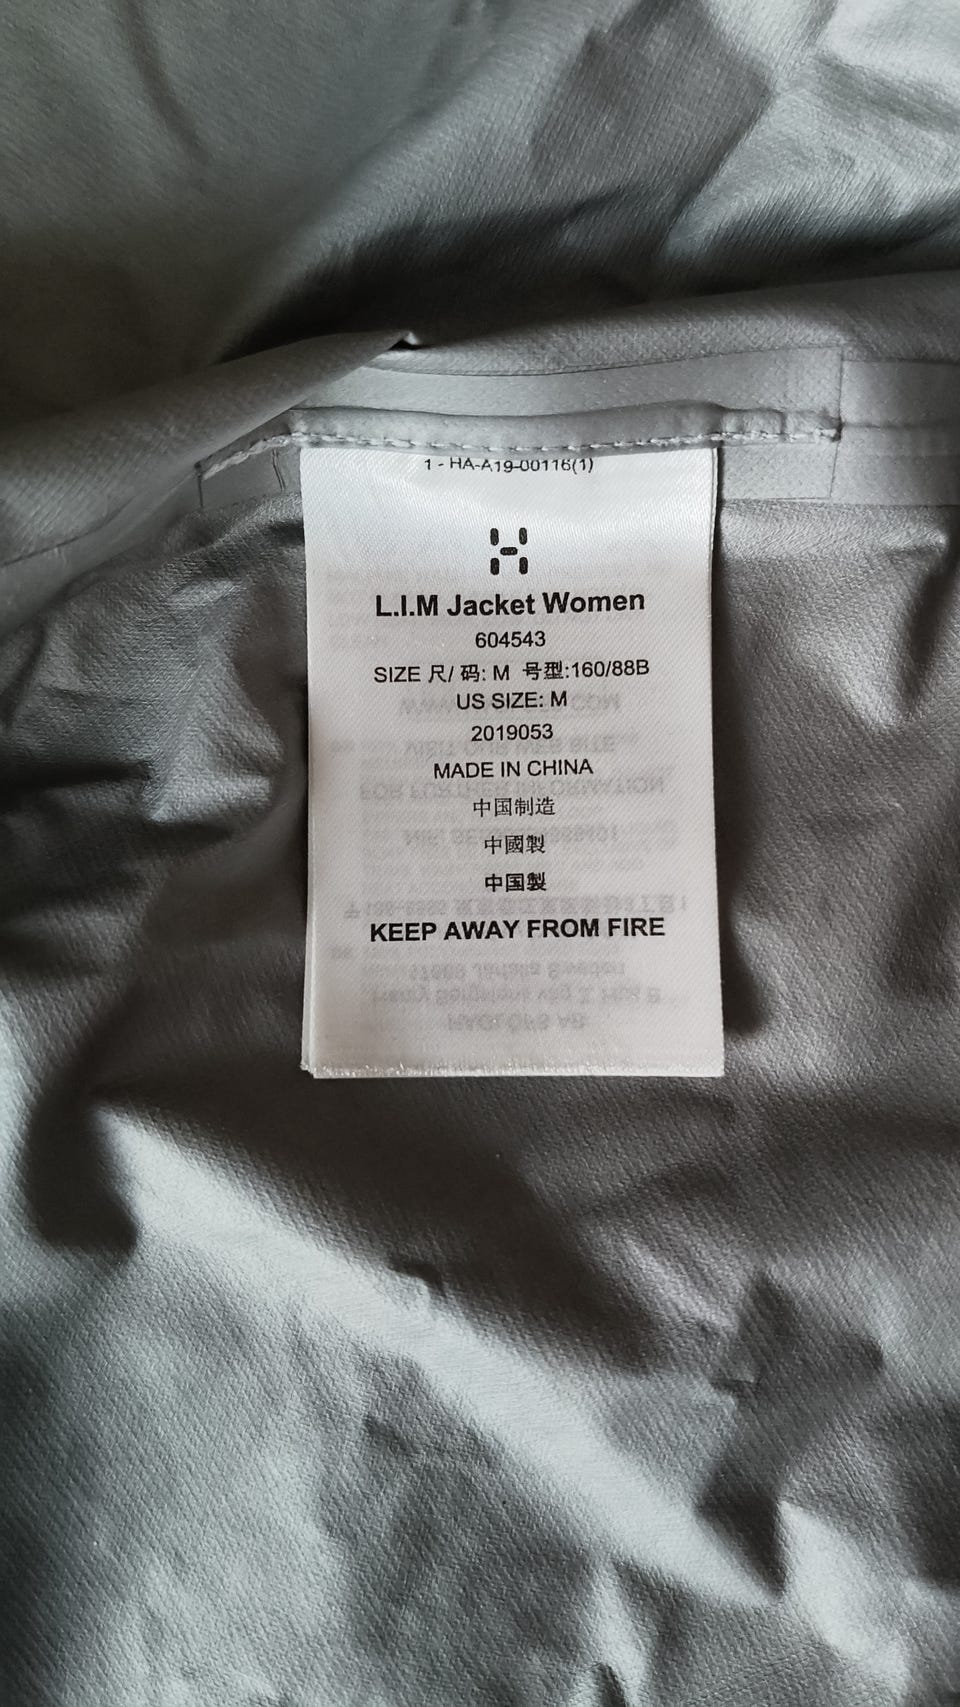 1 - HA-A19-00116(1)
L.I.M Jacket Women
604543
SIZE 尺/ 码: M 号型:160/88B
US SIZE: M
2019053
MADE IN CHINA
中国制造
中國製
中国製
KEEP AWAY FROM FIRE